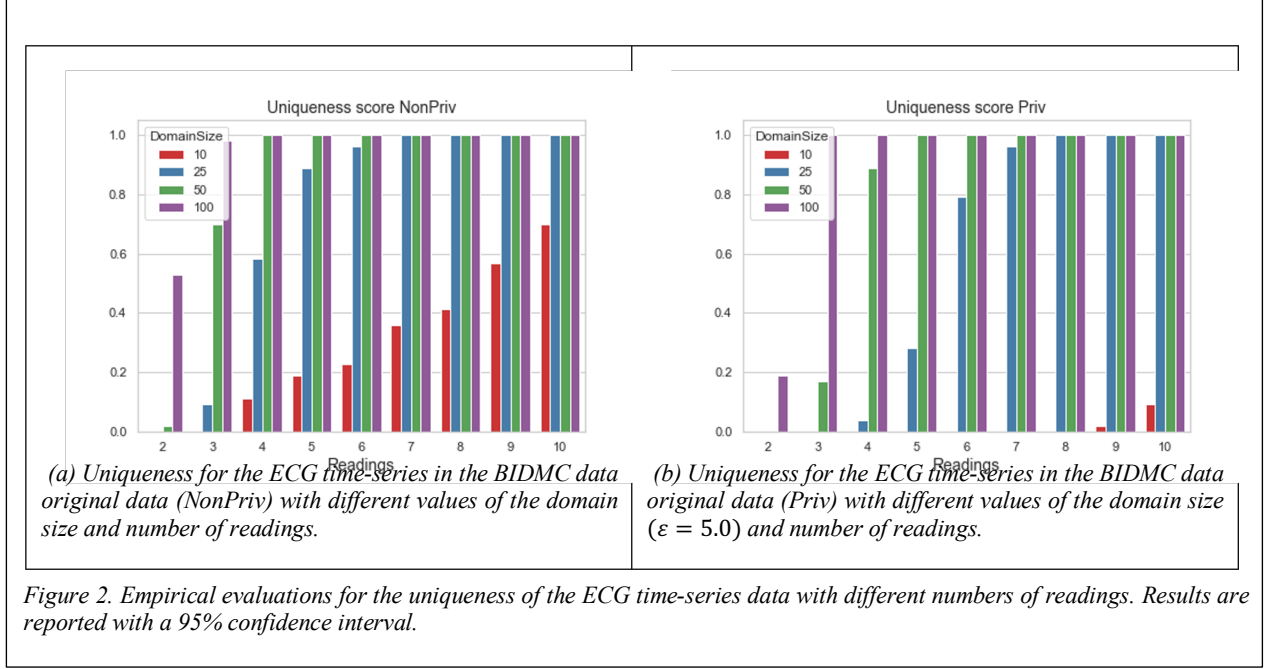 Uniqueness score NonPriv
1.0
0.8
0.6
0.4
0.2
0.0
DomainSize
10
25
50
100
2 3 4 5 6 7 8 9 10
Readings
(a) Uniqueness for the ECG time-series in the BIDMC data
original data (NonPriv) with different values of the domain
size and number of readings.
Uniqueness score Priv
1.0
0.8
0.6
0.4
0.2
0.0
DomainSize
10
25
50
100
2 3 4 5 6 7 8 9 10
Readings
(b) Uniqueness for the ECG time-series in the BIDMC data
original data (Priv) with different values of the domain size
(ε = 5.0) and number of readings.
Figure 2. Empirical evaluations for the uniqueness of the ECG time-series data with different numbers of readings. Results are
reported with a 95% confidence interval.